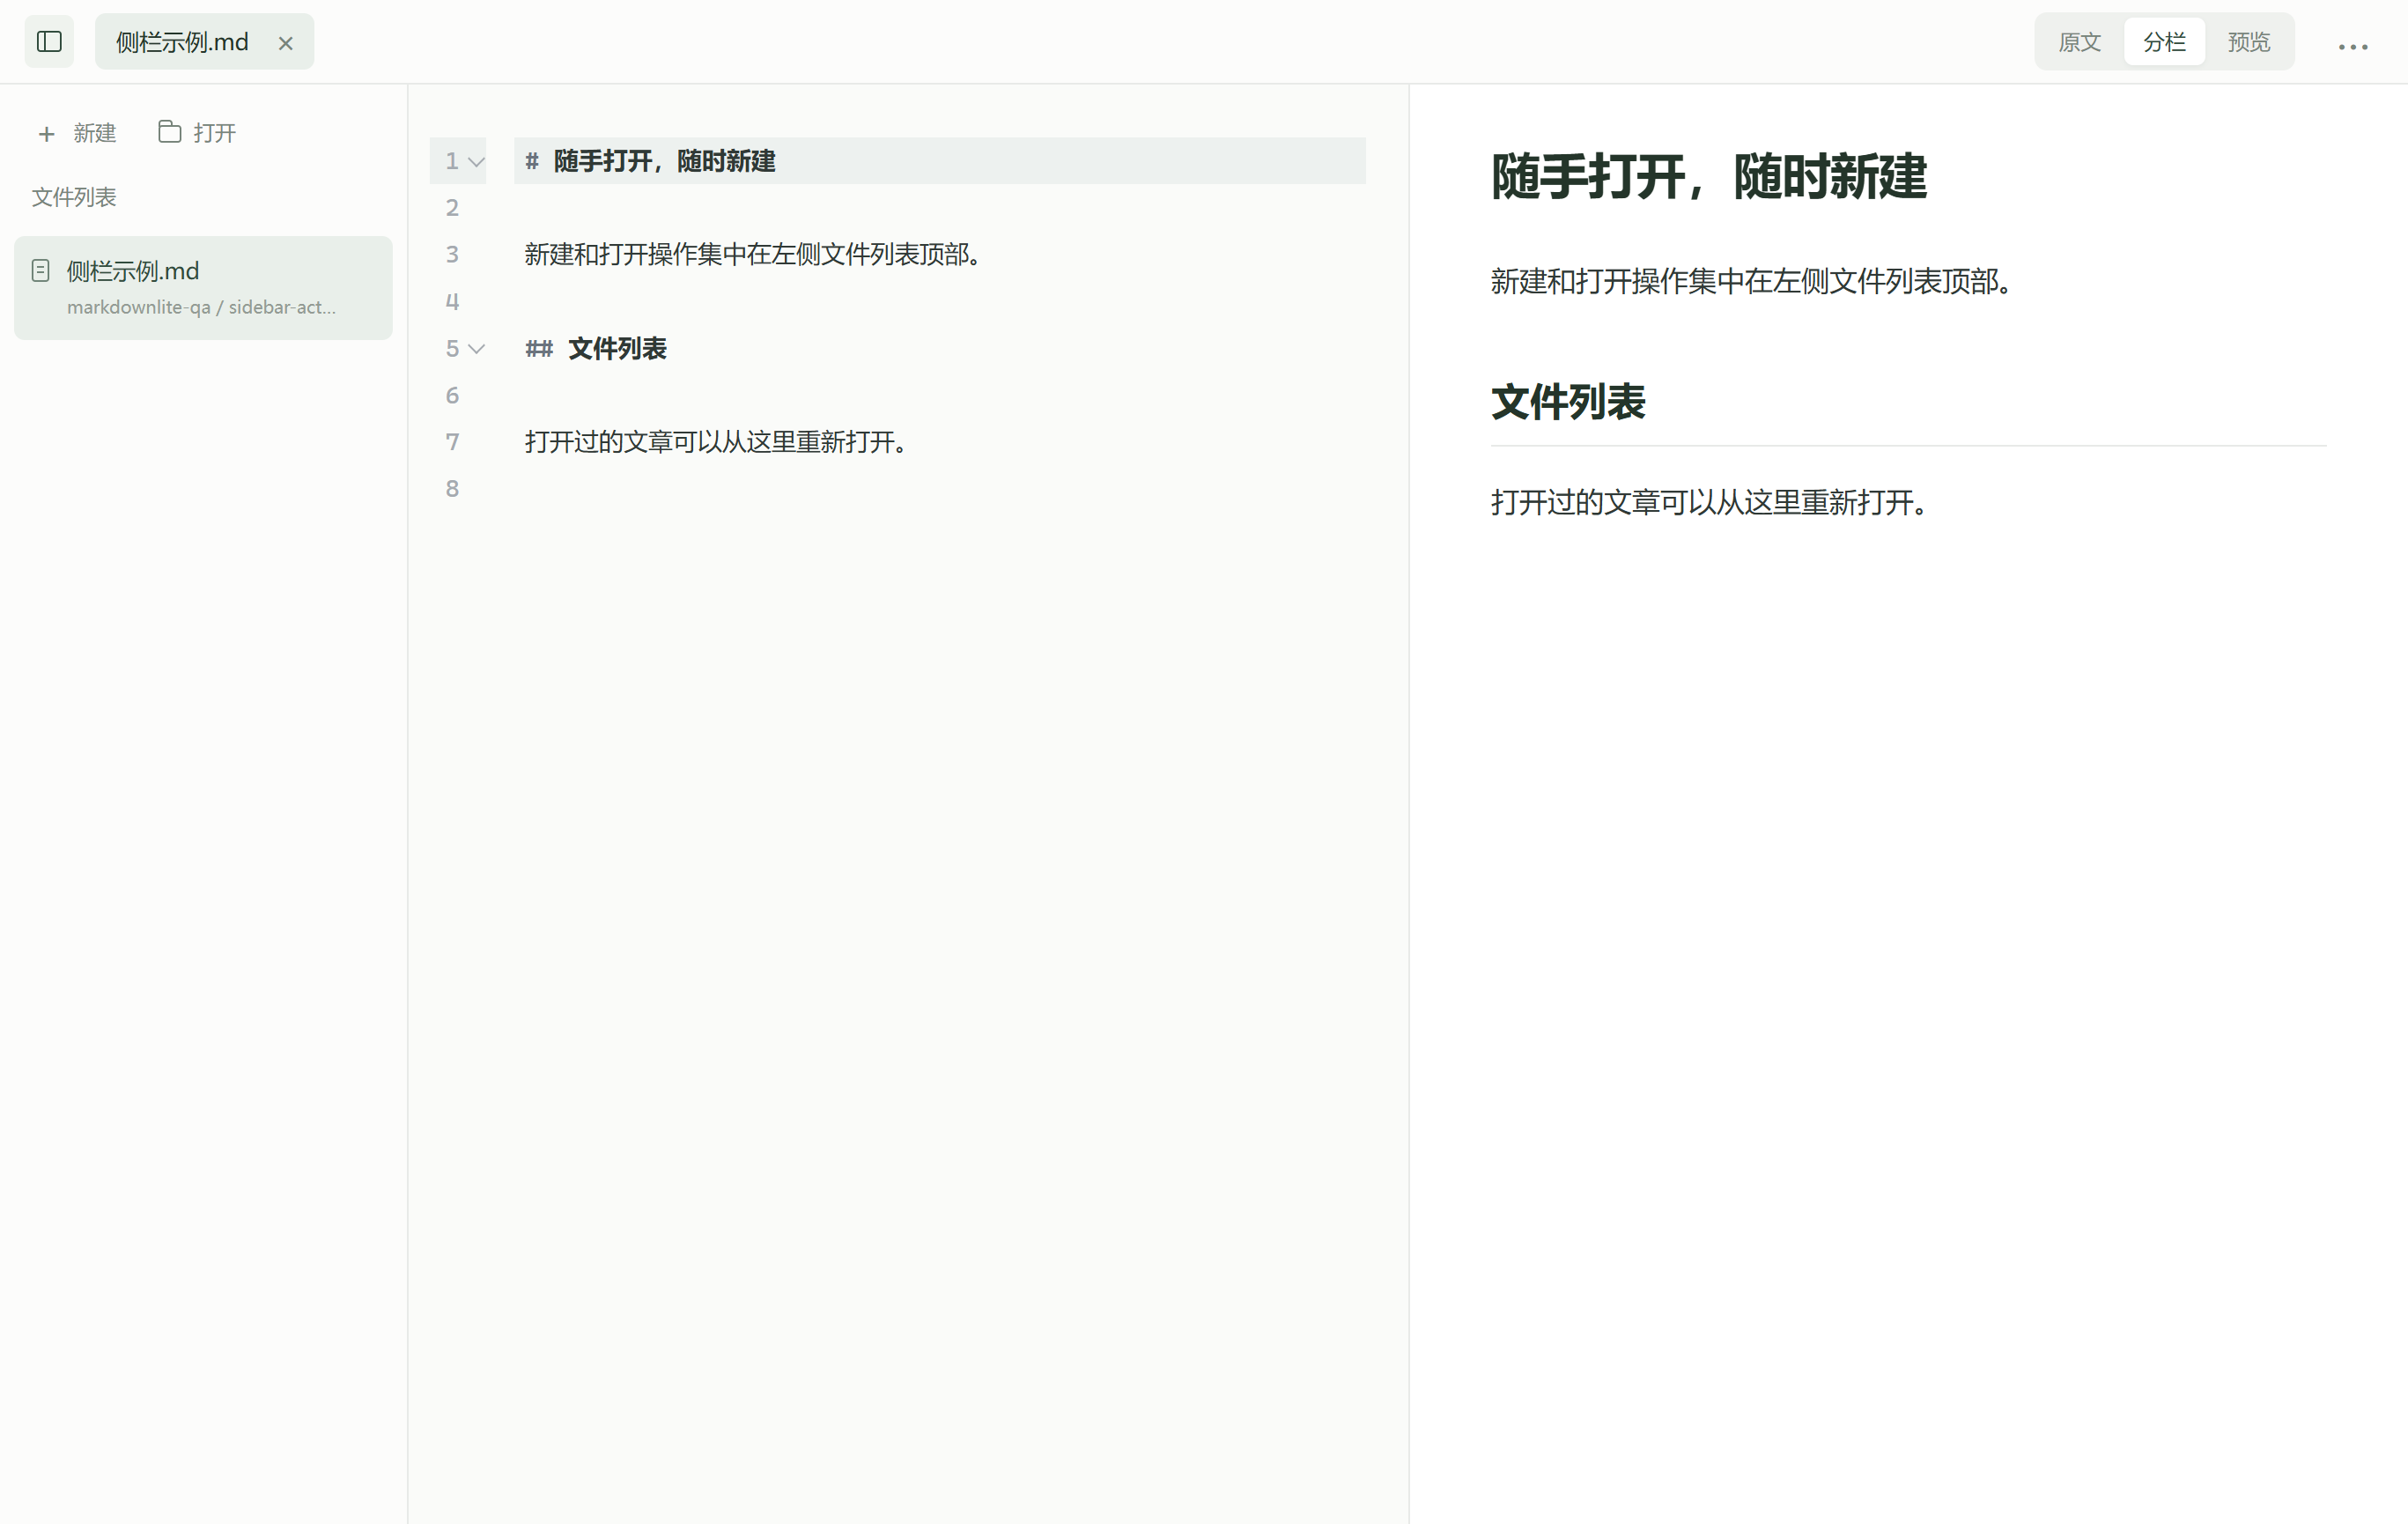 侧栏示例.md
原文 分栏 预览
新建 打开
文件列表
侧栏示例.md
markdownlite-qa / sidebar-act...
1 # 随手打开，随时新建
2
3 新建和打开操作集中在左侧文件列表顶部。
4
5 ## 文件列表
6
7 打开过的文章可以从这里重新打开。
8
随手打开，随时新建
新建和打开操作集中在左侧文件列表顶部。
文件列表
打开过的文章可以从这里重新打开。